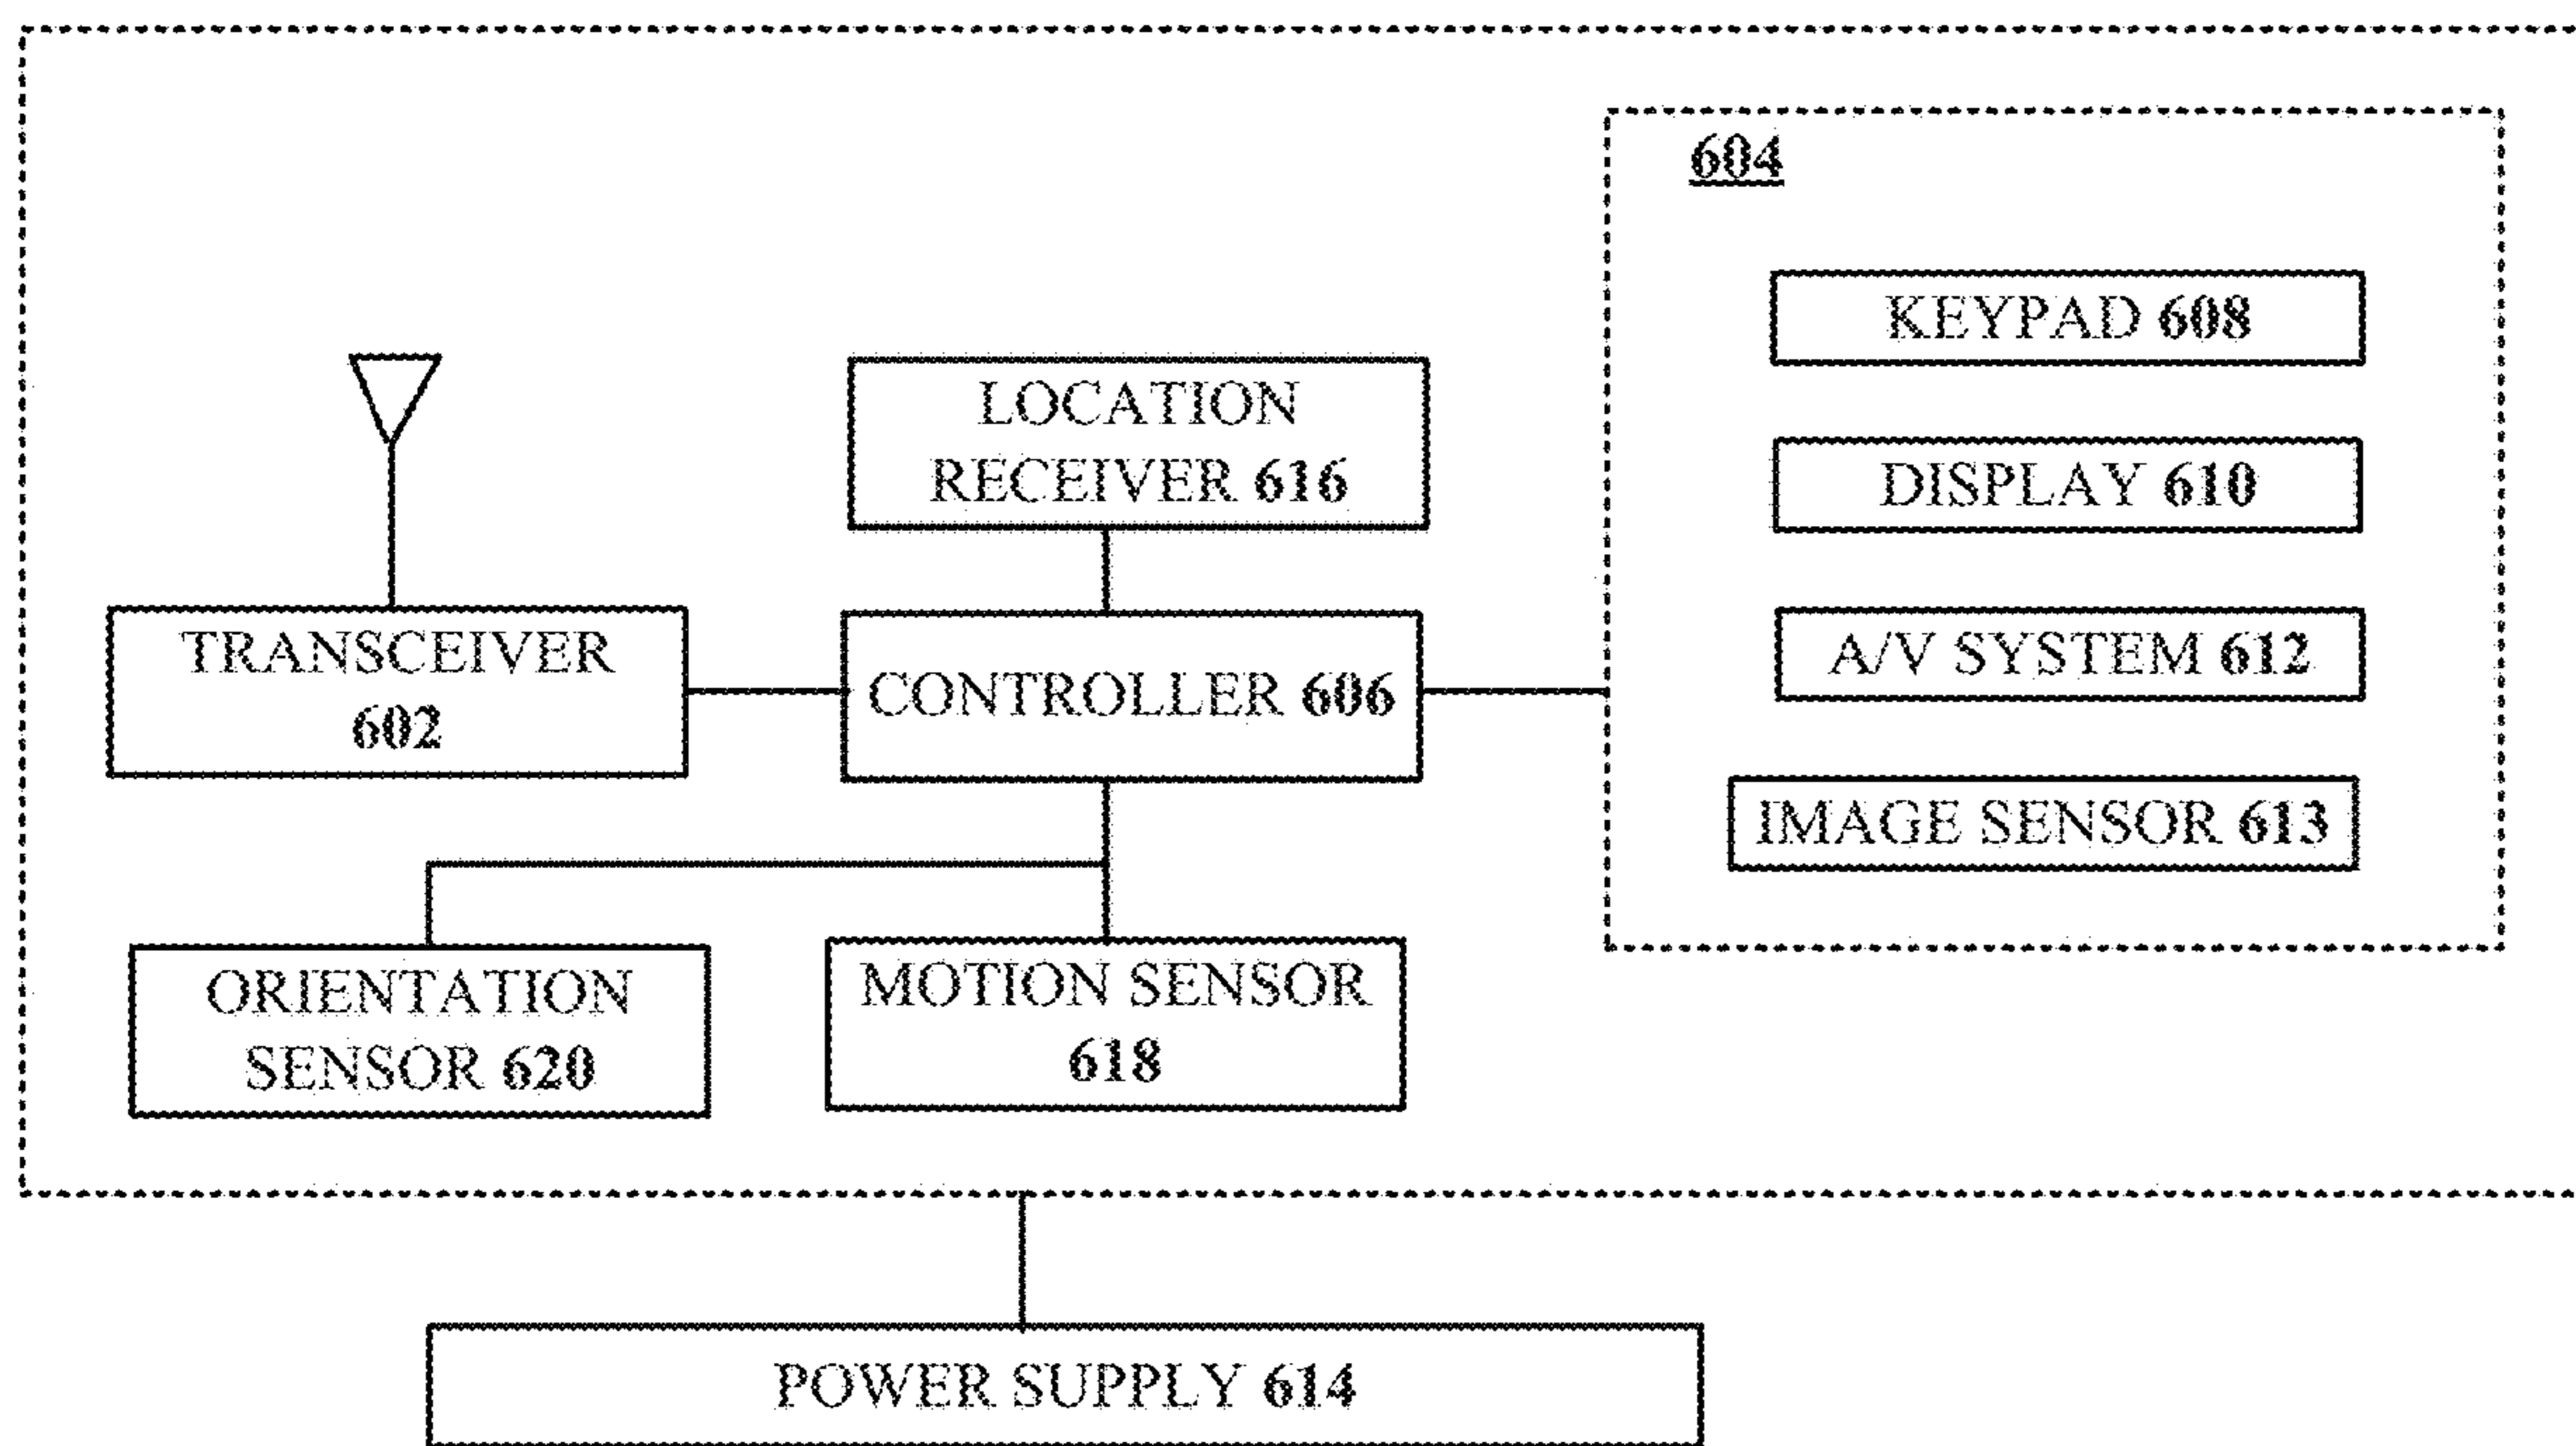 604
KEYPAD 608
LOCATION
RECEIVER 616
DISPLAY 610
TRANSCEIVER
602
CONTROLLER 606
A/V SYSTEM 612
IMAGE SENSOR 613
ORIENTATION
SENSOR 620
MOTION SENSOR
618
POWER SUPPLY 614